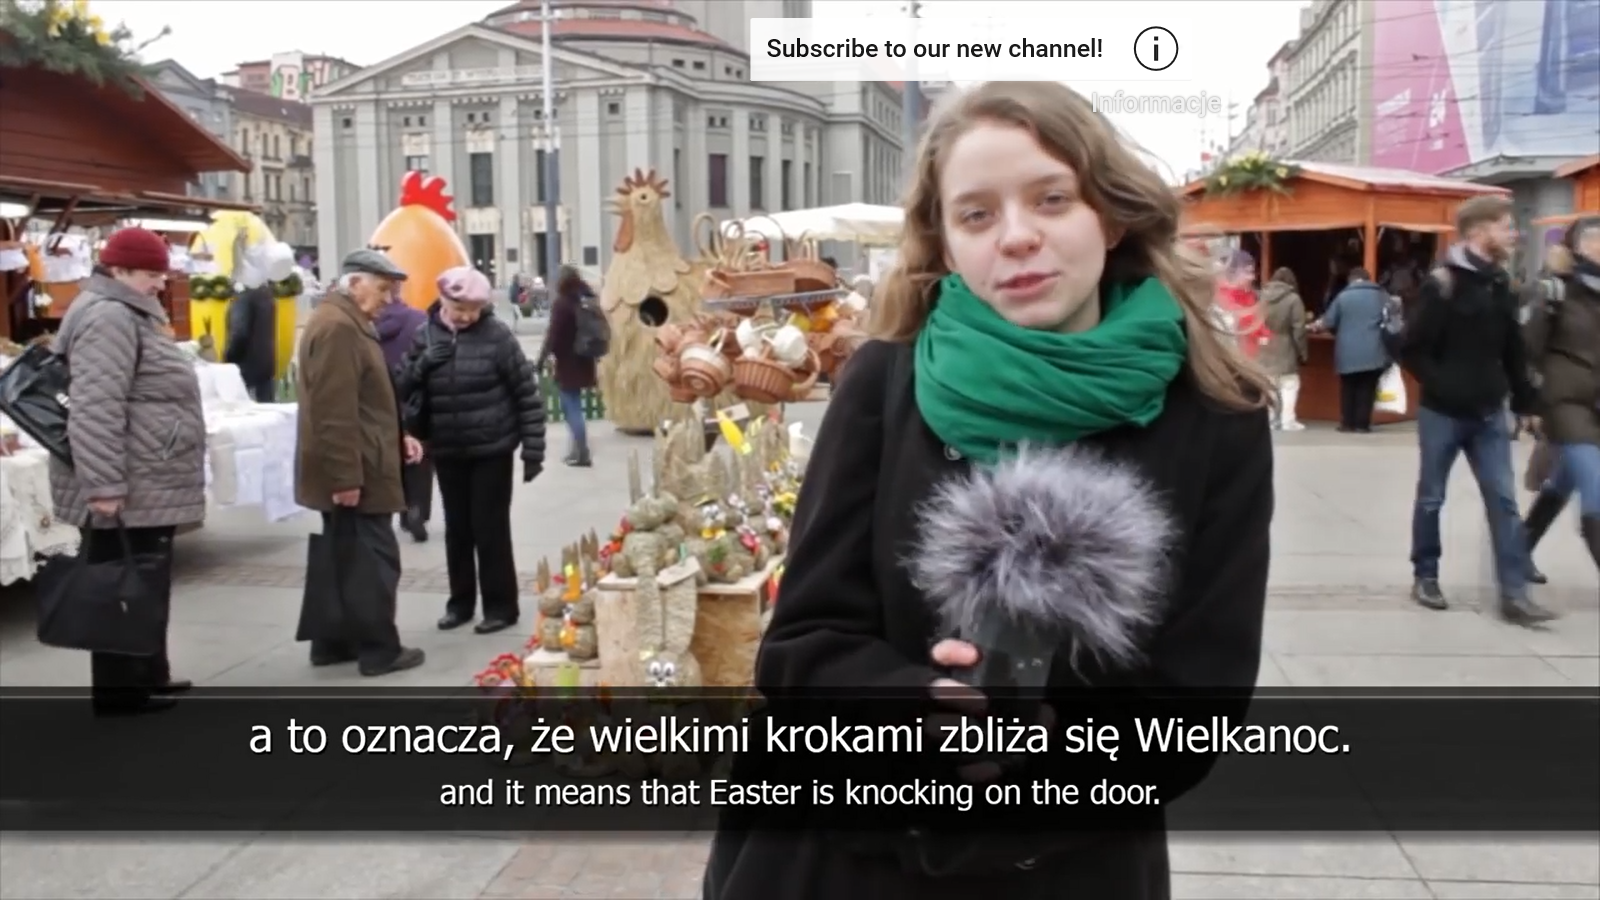 Subscribe to our new channel!
Informacje
a to oznacza, że wielkimi krokami zbliża się Wielkanoc.
and it means that Easter is knocking on the door.